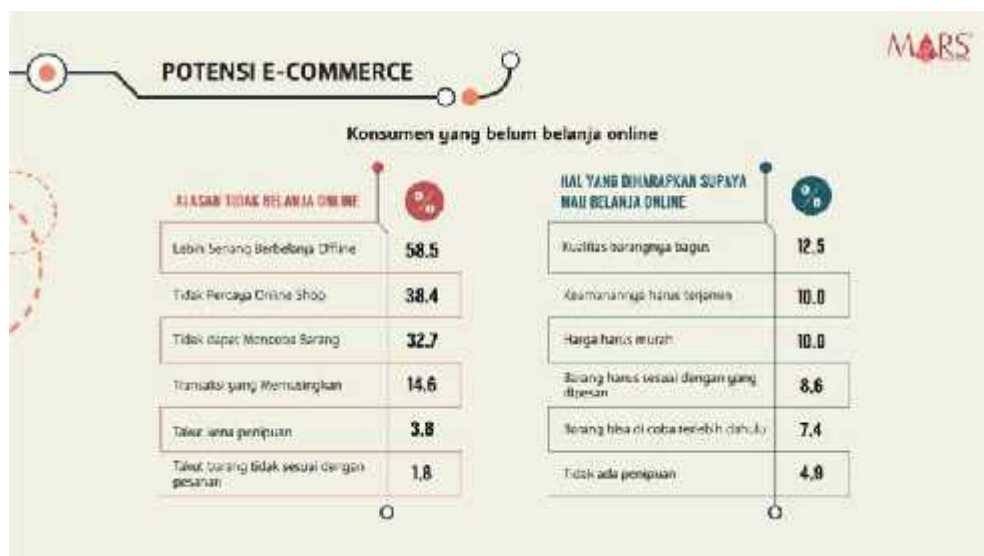 MARS
POTENSI E-COMMERCE
Konsumen yang belum belanja online
ALASAN TIDAK BELANJA ONLINE
%
Lebih Senang Berbelanja Offline
58.5
Tidak Percaya Online Shop
38.4
Tidak dapat Mencoba Barang
32.7
Transaksi yang Memusingkan
14.6
Takut kena penipuan
3.8
Takut barang tidak sesuai dengan
pesanan
1.8
HAL YANG DIHARAPKAN SUPAYA
MAU BELANJA ONLINE
%
Kualitas barangnya bagus
12.5
Keamanannya harus terjamin
10.0
Harga harus murah
10.0
Barang harus sesuai dengan yang
dipesan
8.6
Barang bisa di coba terlebih dahulu
7.4
Tidak ada penipuan
4.9